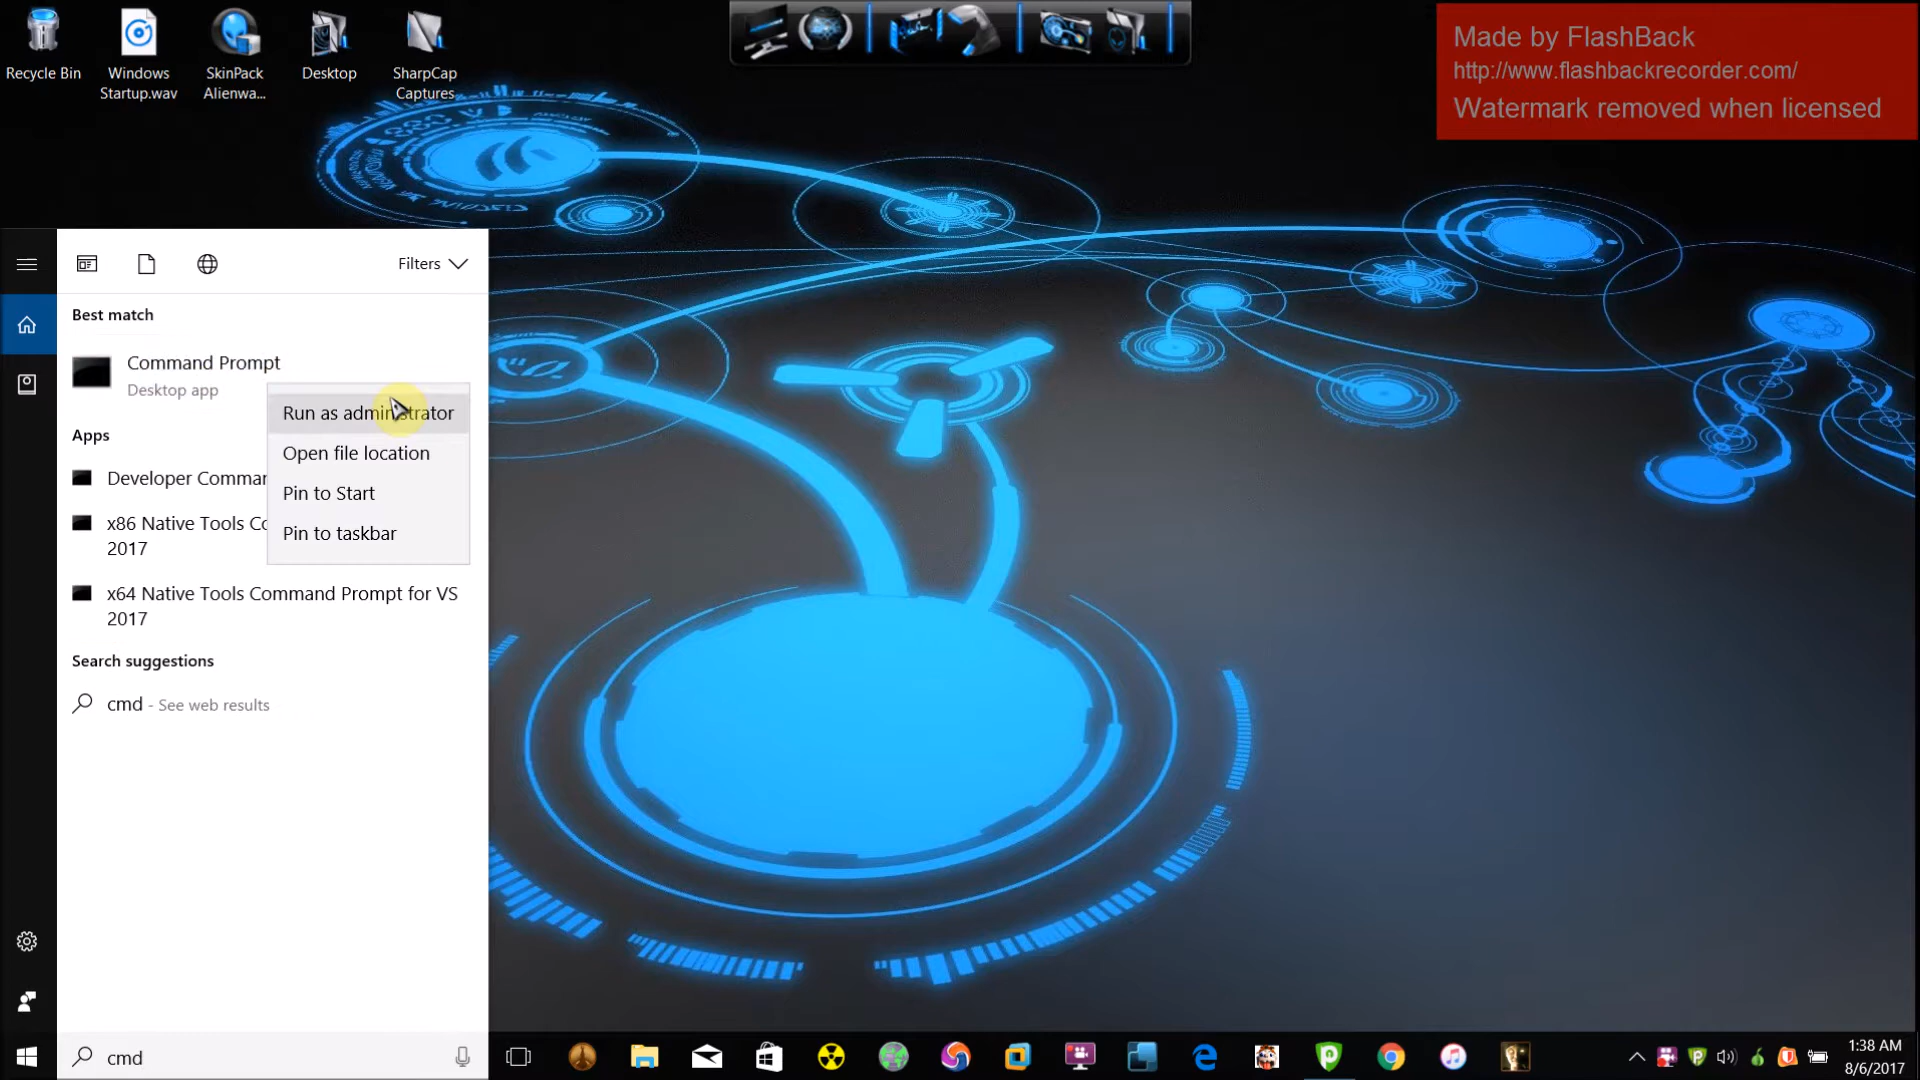 Recycle Bin
Windows
Startup.wav
SkinPack
Alienwa...
Desktop
SharpCap
Captures
Made by FlashBack
http://www.flashbackrecorder.com/
Watermark removed when licensed
Filters
Best match
Command Prompt
Desktop app
Run as administrator
Open file location
Pin to Start
Pin to taskbar
Apps
Developer Comman
x86 Native Tools Co
2017
x64 Native Tools Command Prompt for VS
2017
Search suggestions
cmd - See web results
cmd
1:38 AM
8/6/2017